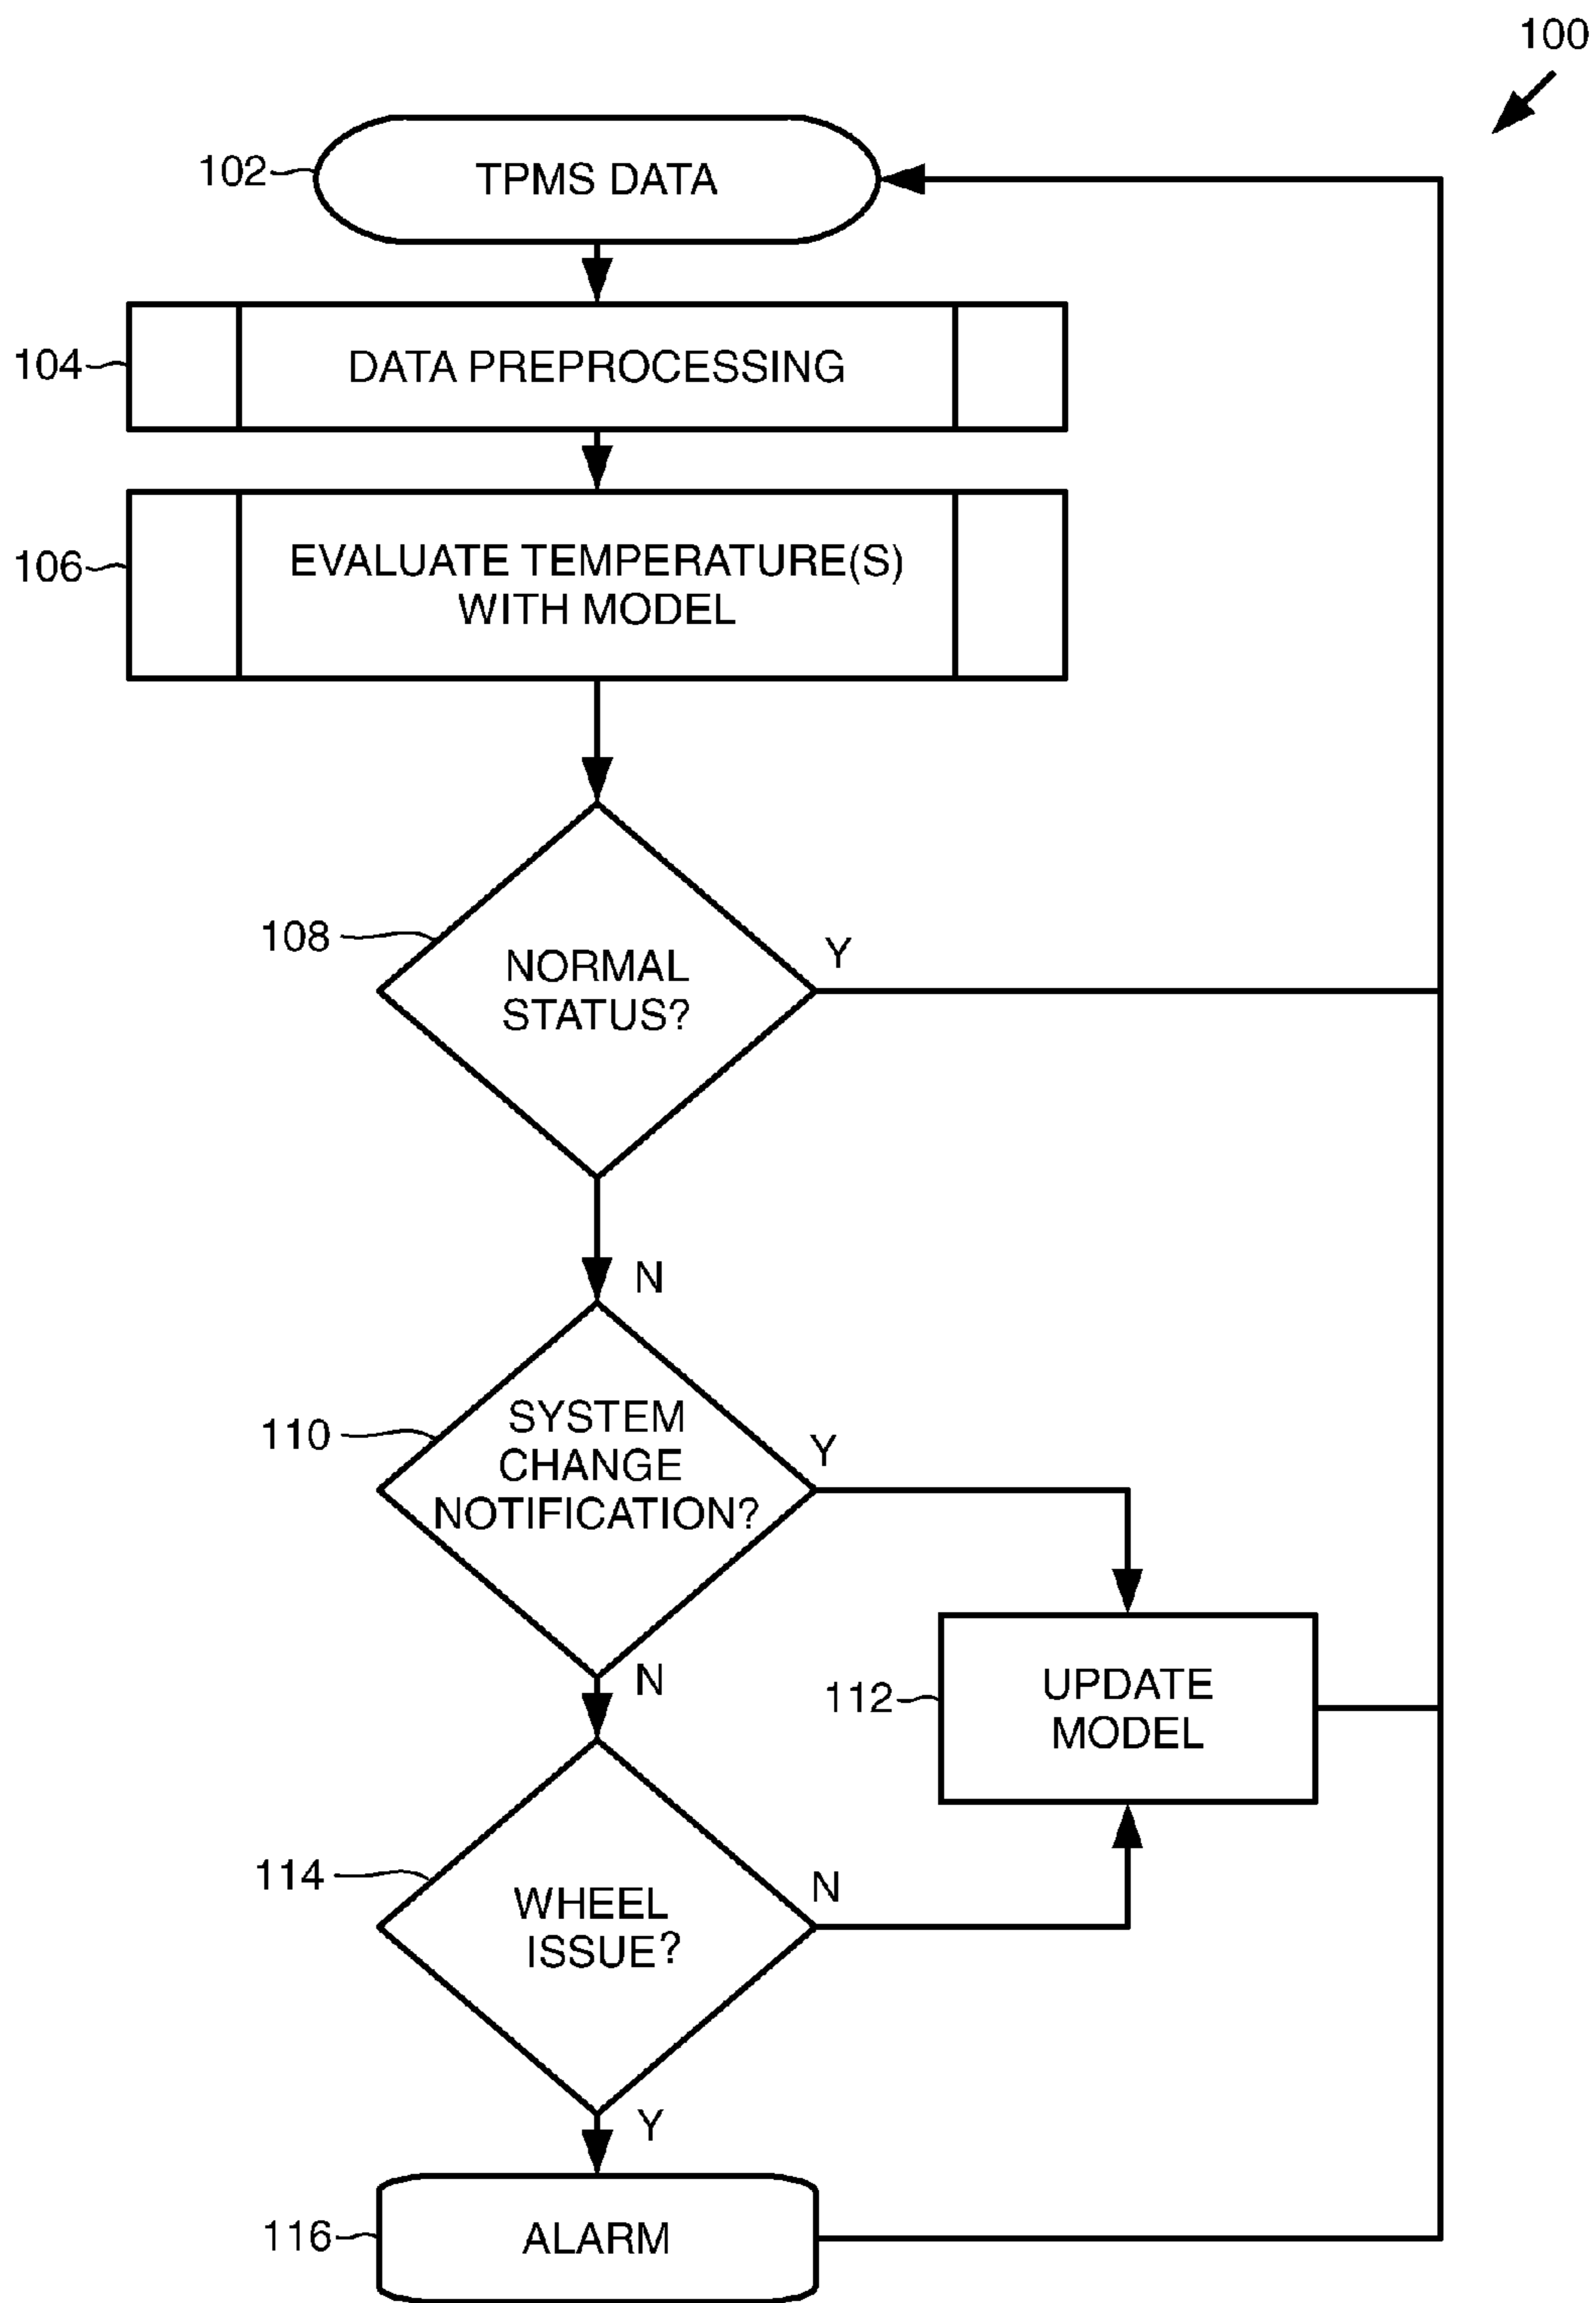 100
102
TPMS DATA
104
DATA PREPROCESSING
106
EVALUATE TEMPERATURE(S)
WITH MODEL
108
NORMAL
STATUS?
Y
N
110
SYSTEM
CHANGE
NOTIFICATION?
Y
N
112
UPDATE
MODEL
114
WHEEL
ISSUE?
N
Y
116
ALARM